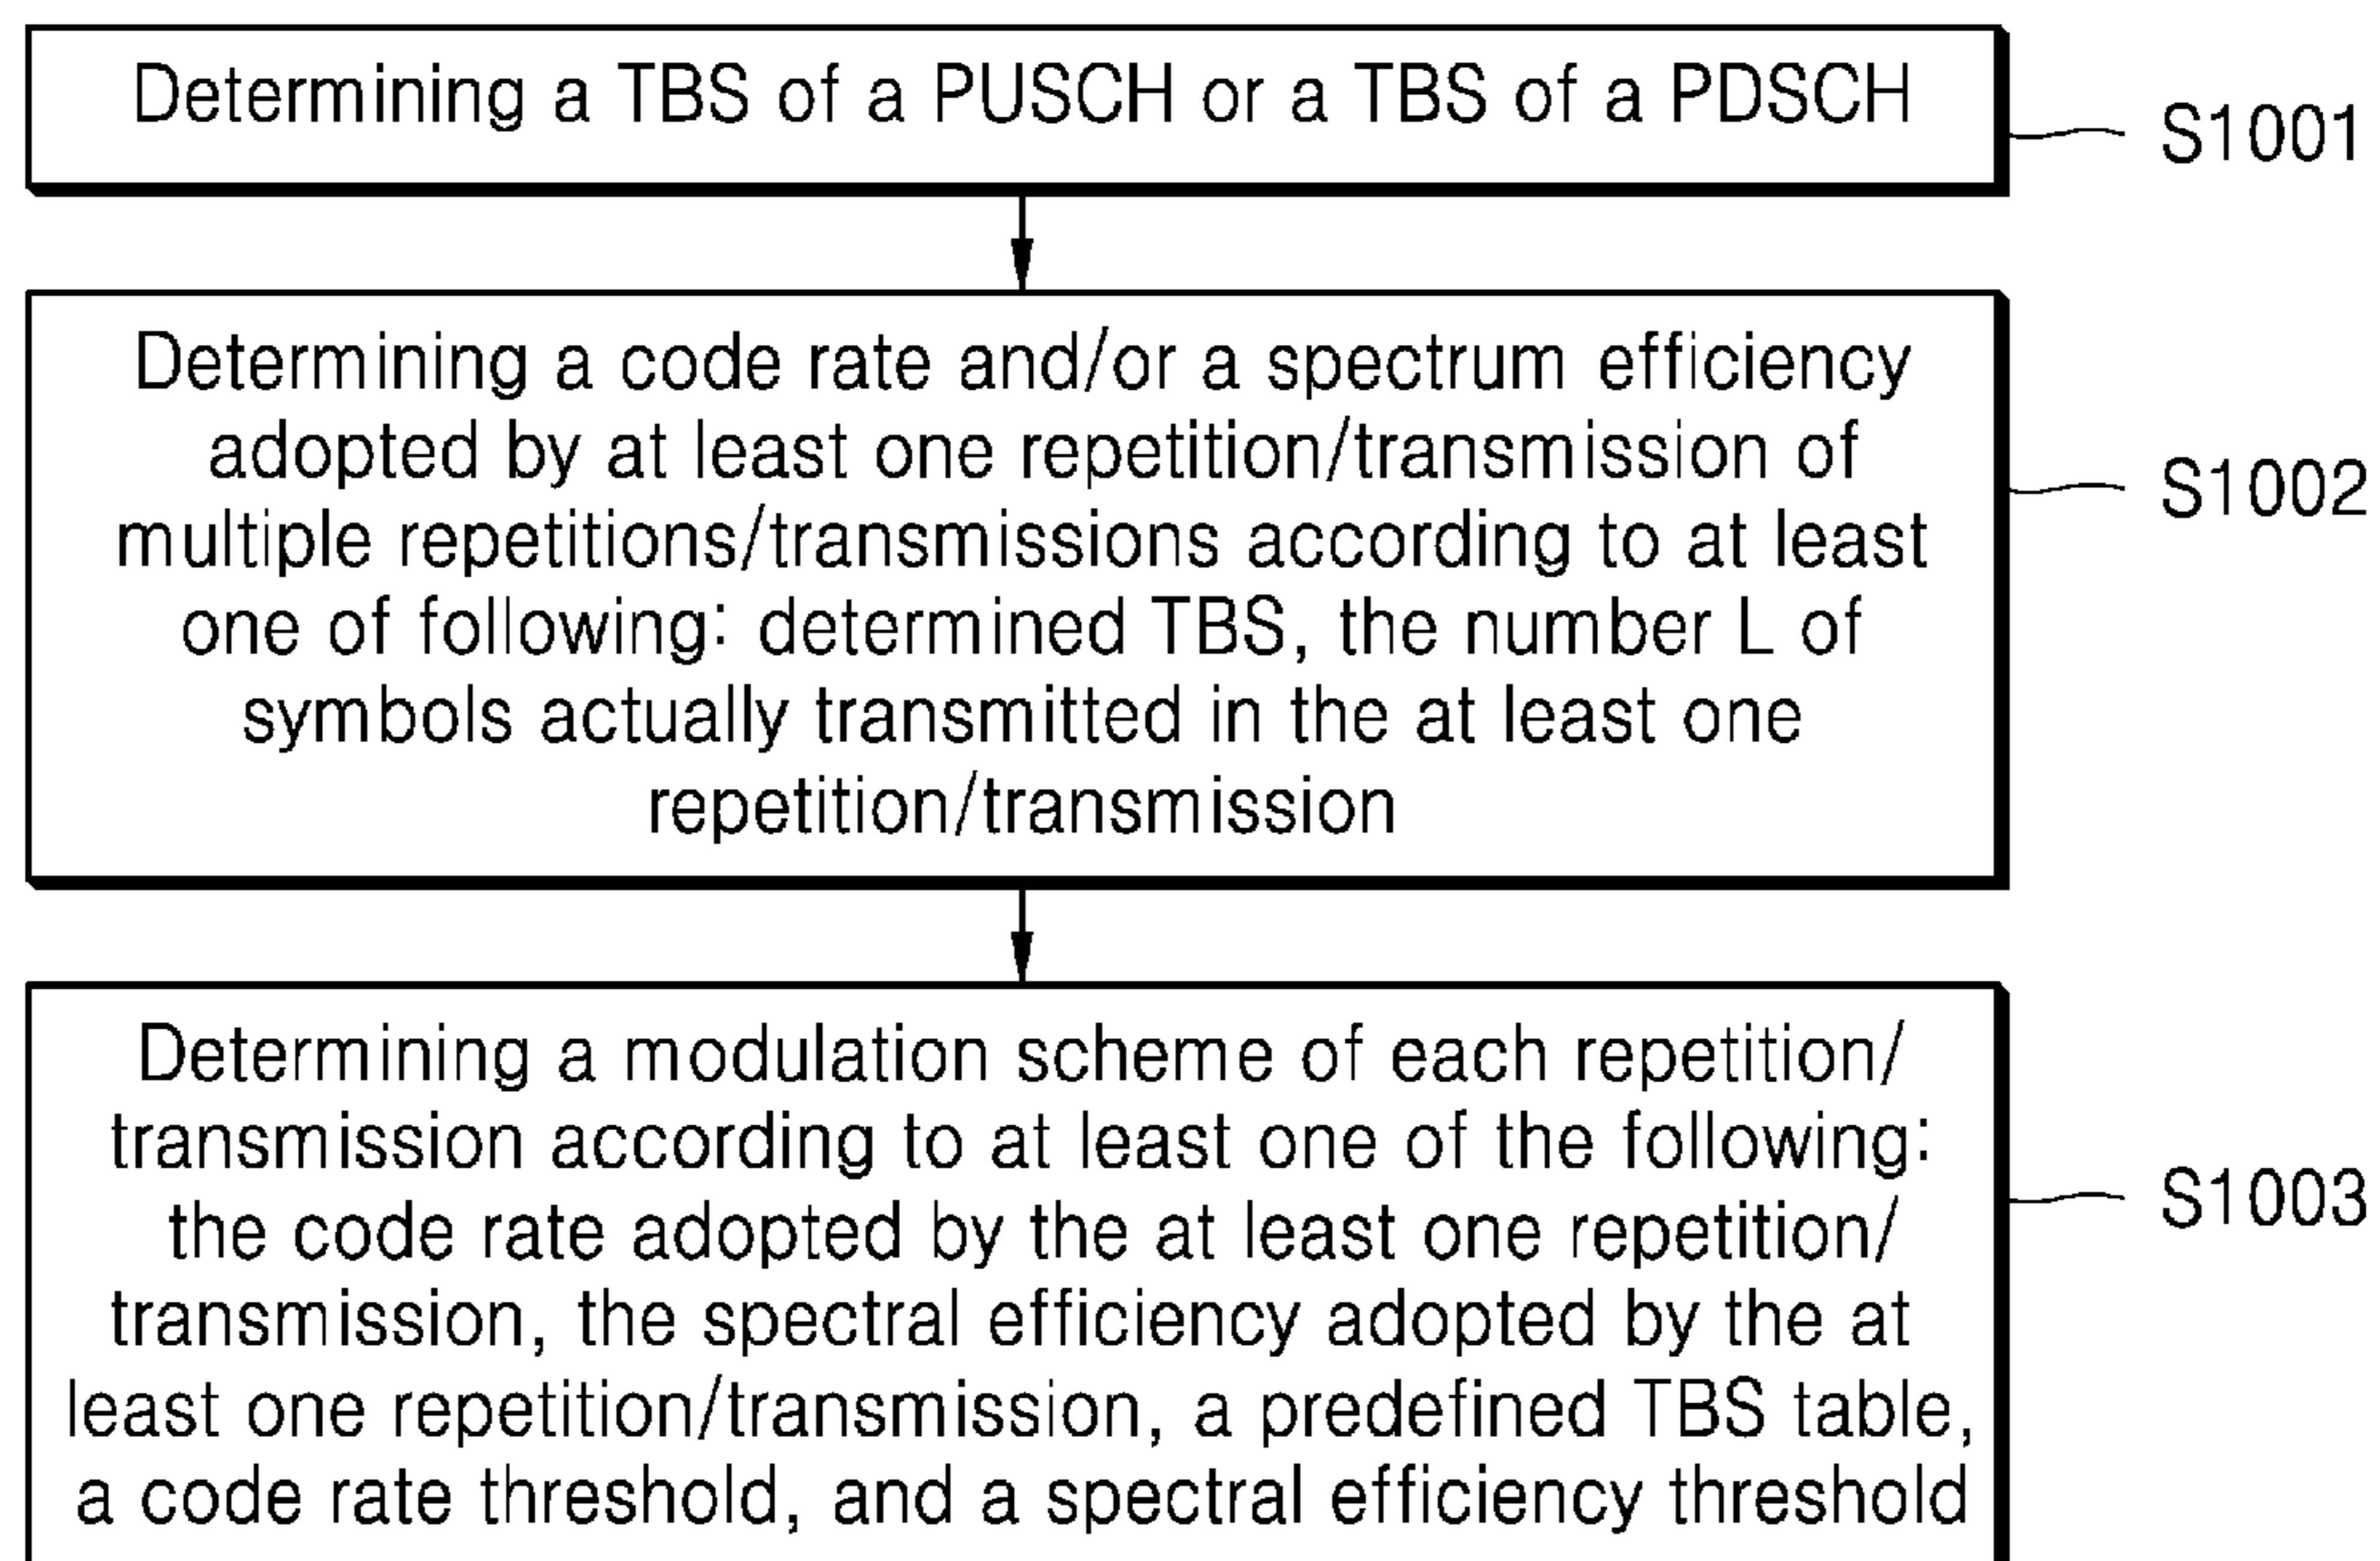 Determining a TBS of a PUSCH or a TBS of a PDSCH
S1001
Determining a code rate and/or a spectrum efficiency
adopted by at least one repetition/transmission of
multiple repetitions/transmissions according to at least
one of following: determined TBS, the number L of
symbols actually transmitted in the at least one
repetition/transmission
S1002
Determining a modulation scheme of each repetition/
transmission according to at least one of the following:
the code rate adopted by the at least one repetition/
transmission, the spectral efficiency adopted by the at
least one repetition/transmission, a predefined TBS table,
a code rate threshold, and a spectral efficiency threshold
S1003